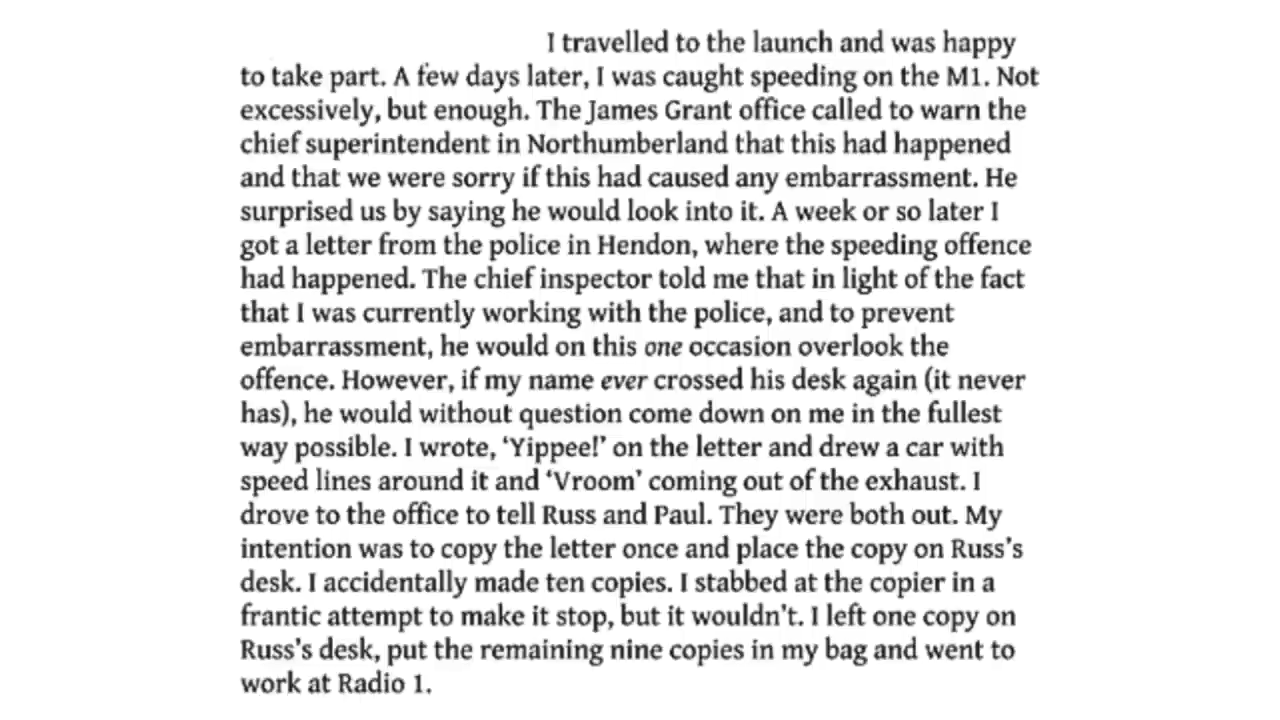 I travelled to the launch and was happy
to take part. A few days later, I was caught speeding on the M1. Not
excessively, but enough. The James Grant office called to warn the
chief superintendent in Northumberland that this had happened
and that we were sorry if this had caused any embarrassment. He
surprised us by saying he would look into it. A week or so later I
got a letter from the police in Hendon, where the speeding offence
had happened. The chief inspector told me that in light of the fact
that I was currently working with the police, and to prevent
embarrassment, he would on this one occasion overlook the
offence. However, if my name ever crossed his desk again (it never
has), he would without question come down on me in the fullest
way possible. I wrote, ‘Yippee!’ on the letter and drew a car with
speed lines around it and ‘Vroom’ coming out of the exhaust. I
drove to the office to tell Russ and Paul. They were both out. My
intention was to copy the letter once and place the copy on Russ’s
desk. I accidentally made ten copies. I stabbed at the copier in a
frantic attempt to make it stop, but it wouldn’t. I left one copy on
Russ’s desk, put the remaining nine copies in my bag and went to
work at Radio 1.